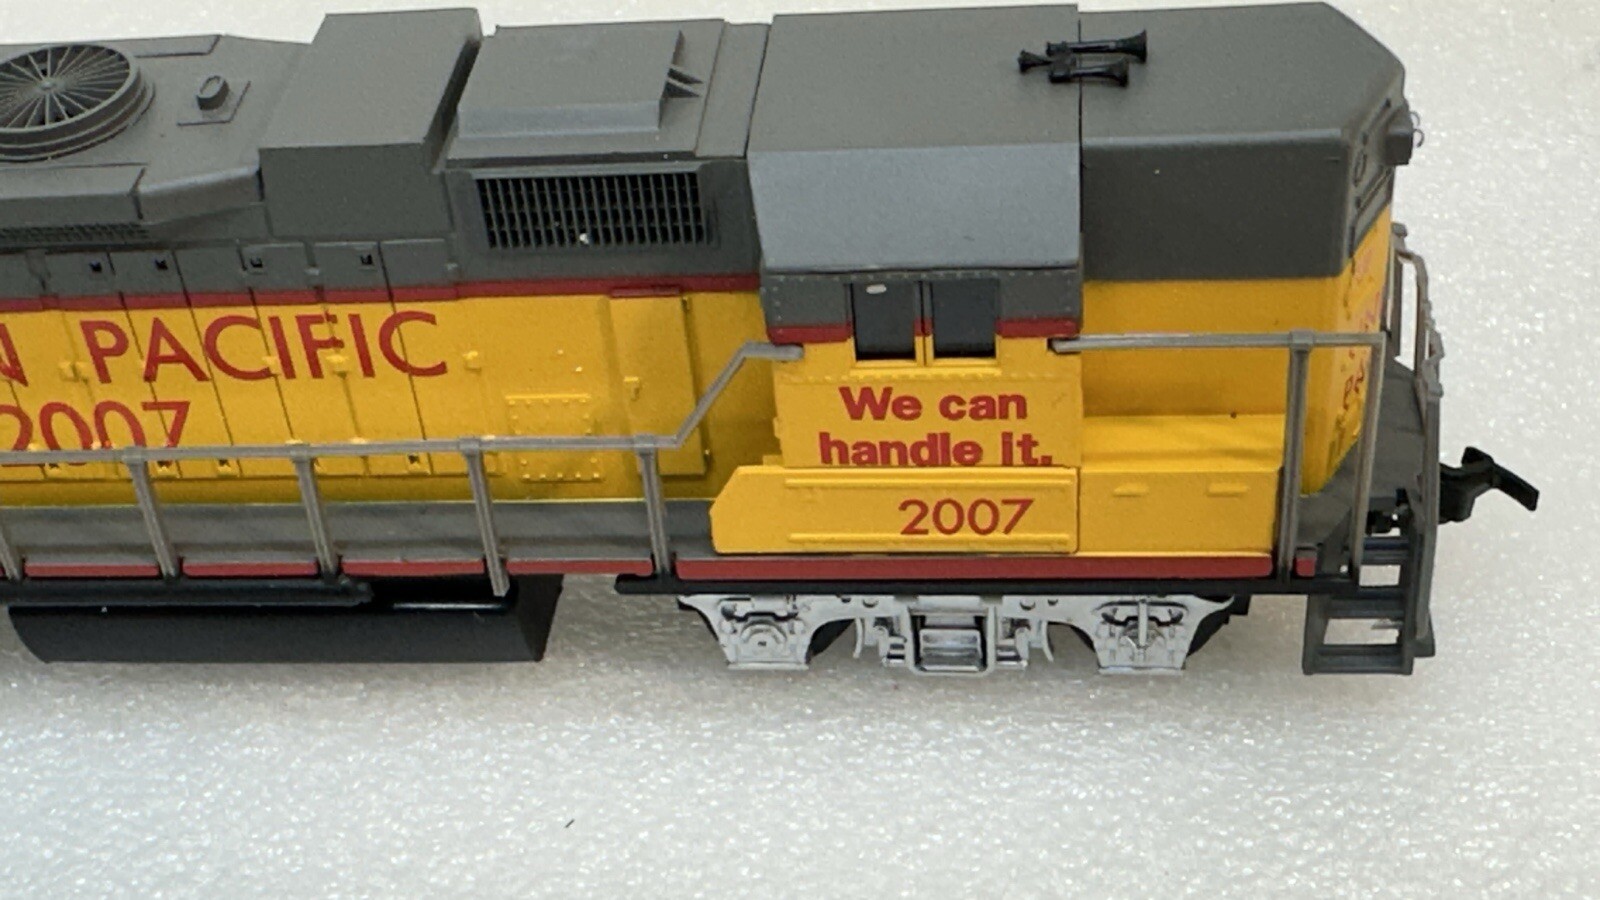 PACIFIC
2007
We can
handle it.
2007